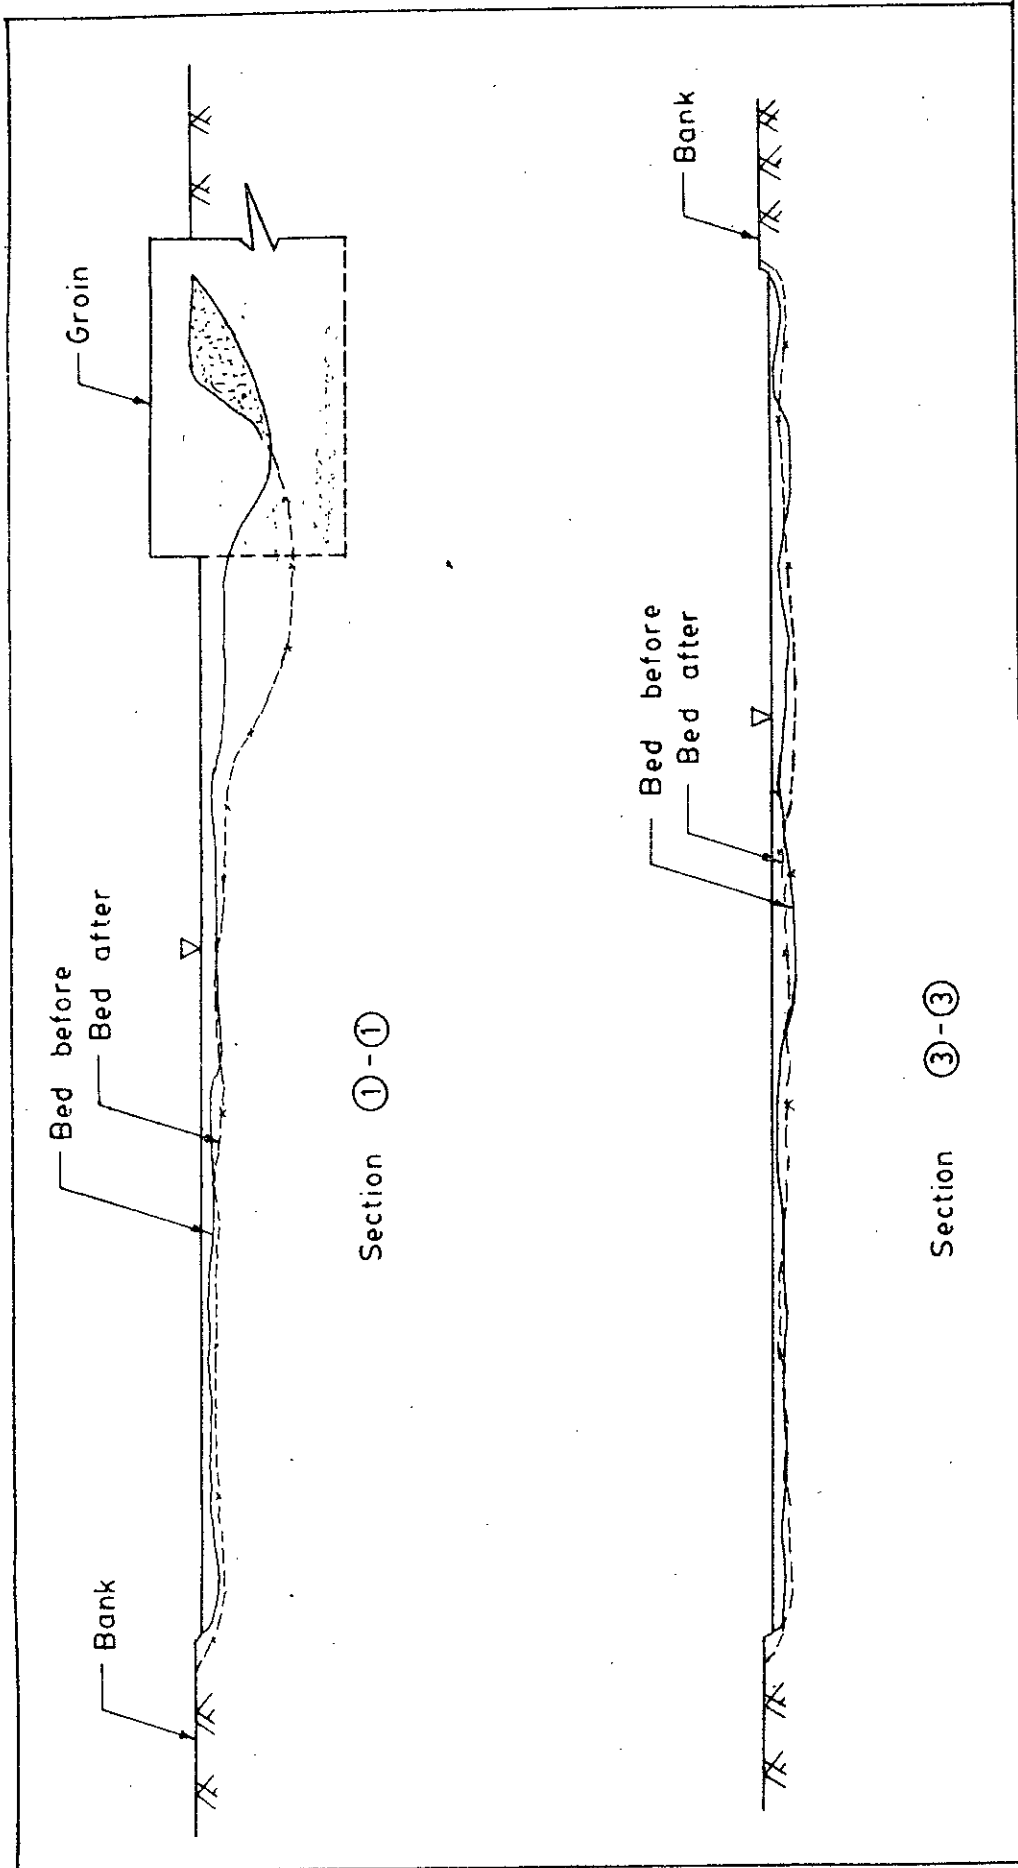 Groin
Bed before
Bed after
Bank
Section ①-①
Bank
Bed before
Bed after
Section ③-③